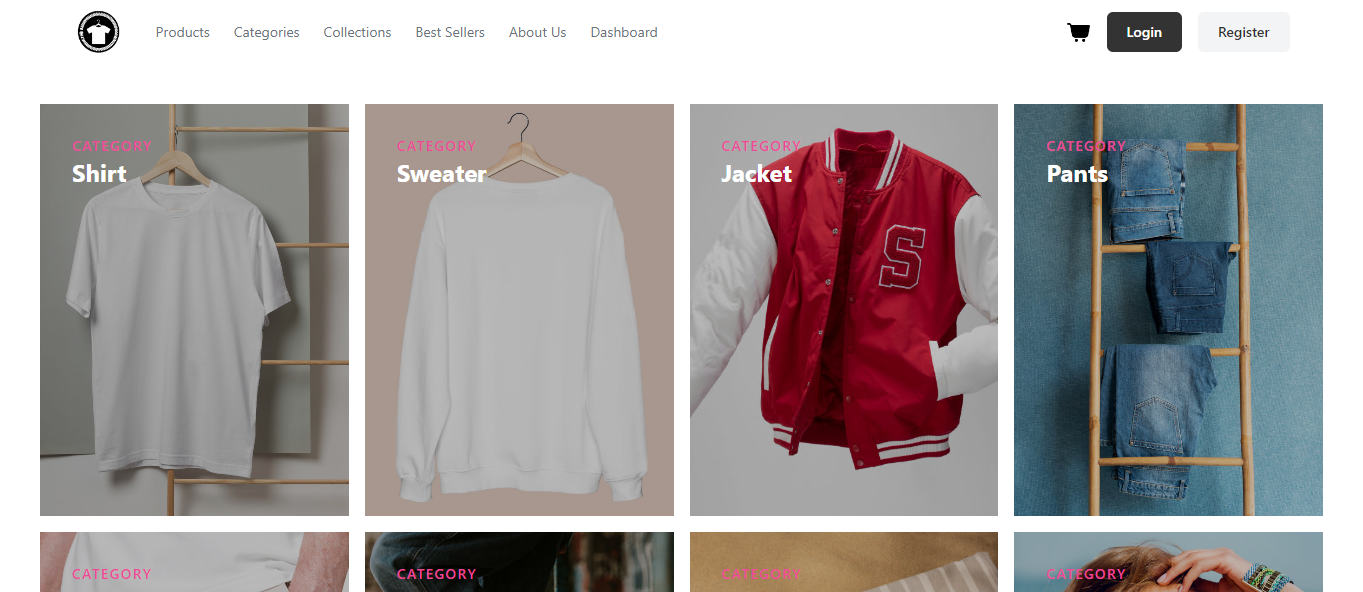 Products Categories Collections Best Sellers About Us Dashboard Login Register
CATEGORY CATEGORY CATEGORY CATEGORY
Shirt Sweater Jacket Pants
S
CATEGORY CATEGORY CATEGORY CATEGORY